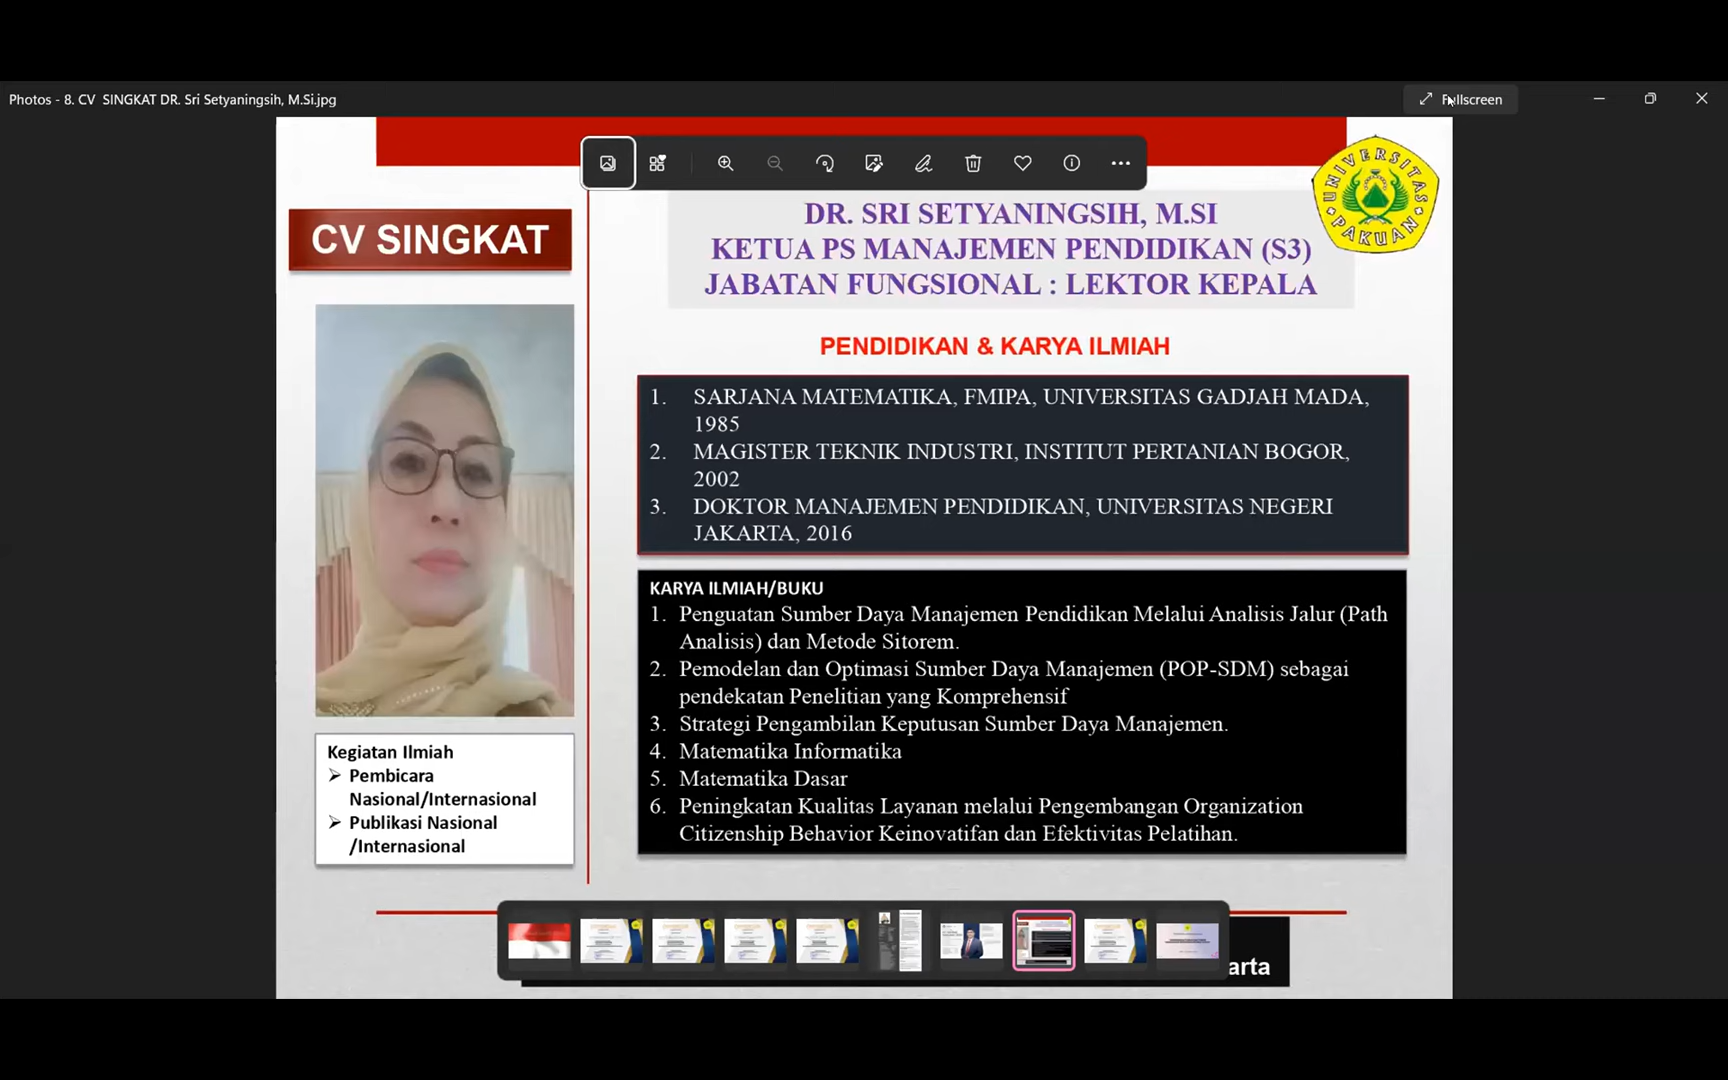 Photos - 8. CV  SINGKAT DR. Sri Setyaningsih, M.Si.jpg
Fullscreen
CV SINGKAT
DR. SRI SETYANINGSIH, M.SI
KETUA PS MANAJEMEN PENDIDIKAN (S3)
JABATAN FUNGSIONAL : LEKTOR KEPALA
UNIVERSITAS
PAKUAN
PENDIDIKAN & KARYA ILMIAH
1. SARJANA MATEMATIKA, FMIPA, UNIVERSITAS GADJAH MADA,
1985
2. MAGISTER TEKNIK INDUSTRI, INSTITUT PERTANIAN BOGOR,
2002
3. DOKTOR MANAJEMEN PENDIDIKAN, UNIVERSITAS NEGERI
JAKARTA, 2016
KARYA ILMIAH/BUKU
1. Penguatan Sumber Daya Manajemen Pendidikan Melalui Analisis Jalur (Path
Analisis) dan Metode Sitorem.
2. Pemodelan dan Optimasi Sumber Daya Manajemen (POP-SDM) sebagai
pendekatan Penelitian yang Komprehensif
3. Strategi Pengambilan Keputusan Sumber Daya Manajemen.
4. Matematika Informatika
5. Matematika Dasar
6. Peningkatan Kualitas Layanan melalui Pengembangan Organization
Citizenship Behavior Keinovatifan dan Efektivitas Pelatihan.
Kegiatan Ilmiah
➢ Pembicara
Nasional/Internasional
➢ Publikasi Nasional
/Internasional
arta